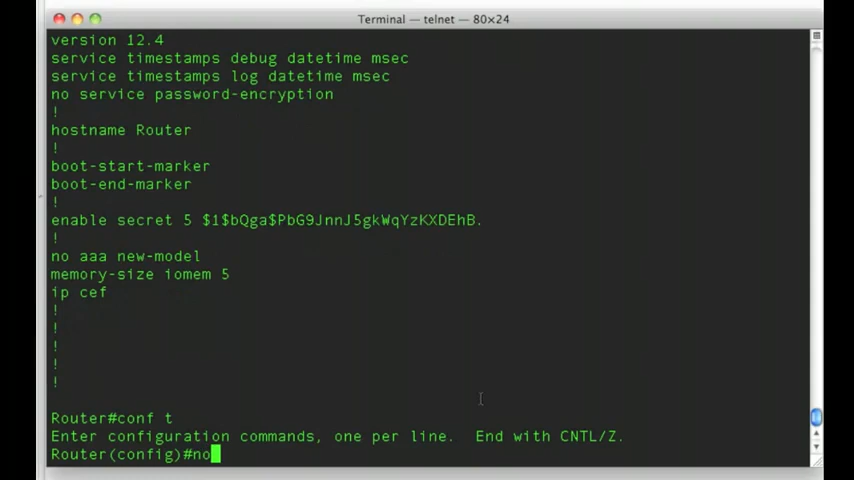 Terminal — telnet — 80×24
version 12.4
service timestamps debug datetime msec
service timestamps log datetime msec
no service password-encryption
!
hostname Router
!
boot-start-marker
boot-end-marker
!
enable secret 5 $1$bQga$PbG9JnnJ5gkWqYzKXDEhB.
!
no aaa new-model
memory-size iomem 5
ip cef
!
!
!
!
!
Router#conf t
Enter configuration commands, one per line.  End with CNTL/Z.
Router(config)#no